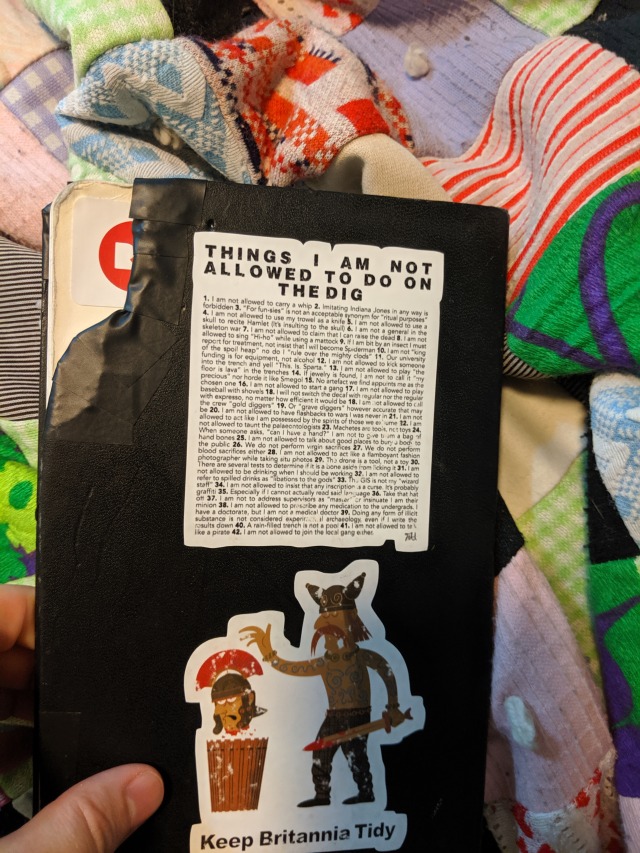 THINGS I AM NOT
ALLOWED TO DO ON
THE DIG
1. I am not allowed to carry a whip 2. Imitating Indiana Jones in any way is
forbidden 3. "For fun-sies" is not an acceptable synonym for "ritual purposes"
4. I am not allowed to use my trowel as a knife 5. I am not allowed to use a
skull to recite Hamlet (it's insulting to the skull) 6. I am not a general in the
skeleton war 7. I am not allowed to claim that I can raise the dead 8. I am not
allowed to sing "Hi-ho" while using a mattock 9. If I am bit by an insect I must
report for treatment, not insist that I will become Spiderman 10. I am not "king
of the spoil heap" no do I "rule over the mighty clods" 11. Our university
funding is for equipment, not alcohol 12. I am not allowed to kick someone
into the trench and yell "This. Is. Sparta." 13. I am not allowed to play "the
floor is lava" in the trenches 14. If jewelry is found, I am not to call it "my
precious" nor horde it like Smegol 15. No artefact we find appoints me as the
chosen one 16. I am not allowed to start a gang 17. I am not allowed to play
baseball with shovels 18. I will not switch the decaf with regular nor the regular
with expresso, no matter how efficient it would be 18. I am not allowed to call
the crew "gold diggers" 19. Or "grave diggers" however accurate that may
be 20. I am not allowed to have flashbacks to wars I was never in 21. I am not
allowed to act like I am possessed by the spirits of those we exhume 12. I am
not allowed to taunt the palaeontologists 23. Machetes are tools, not toys 24.
When someone asks, "can I have a hand?" I am not to give them a bag of
hand bones 25. I am not allowed to talk about good places to bury a body to
the public 26. We do not perform virgin sacrifices 27. We do not perform
blood sacrifices either 28. I am not allowed to act like a flamboyant fashion
photographer while taking site photos 29. The drone is a tool, not a toy 30.
There are several tests to determine if it is a bone aside from licking it 31. I am
not allowed to be drinking when I should be working 32. I am not allowed to
refer to spilled drinks as "libations to the gods" 33. The GIS is not my "wizard
staff" 34. I am not allowed to insist that any inscription is a curse. It's probably
graffiti 35. Especially if I cannot actually read said language 36. Take that hat
off 37. I am not to address supervisors as "master" or insinuate I am their
minion 38. I am not to prescribe any medication to the undergrads. I
have a doctorate, but I am not a medical doctor 39. Doing any form of illicit
substance is not considered experimental archaeology, even if I write the
results down 40. A rain-filled trench is not a pool 41. I am not allowed to talk
like a pirate 42. I am not allowed to join the local gang either.
Keep Britannia Tidy